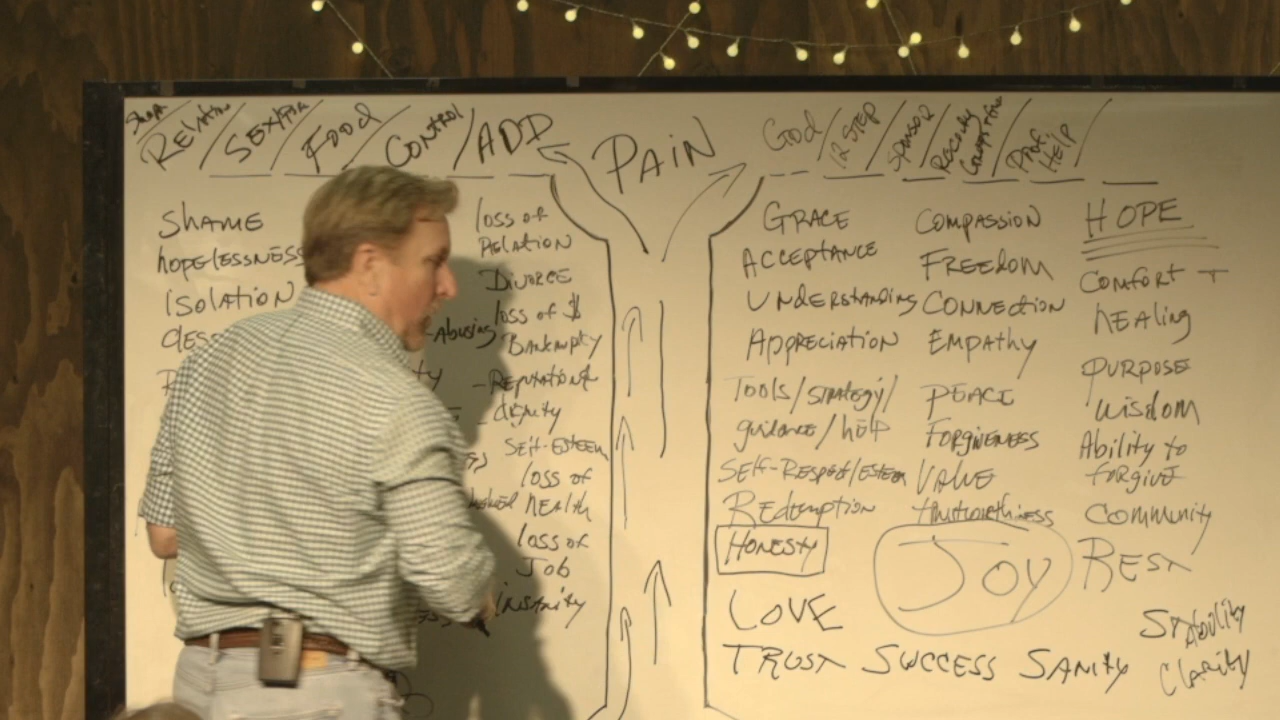 RELATION / SEX / FOOD / CONTROL / ADD
PAIN
GOD / 12 STEP / SPONSOR / Recovery / PROF. HELP /
SHAME
hopelessness
ISOLATION
loss of
RELATION
DIVORCE
loss of $
-Abusing
Bankruptcy
-Reputation
- dignity
Self-Esteem
loss of
health
loss of
Job
insanity
GRACE
ACCEPTANCE
UNderstanding
APPRECIATION
TOOLS/STRATEGY/
guidance/help
SELF-Respect/Esteem
REdemption
HONESTY
LOVE
COMPASSION
FREEDOM
CONNECTION
EMPAthy
PEACE
FORGIVENESS
VALUE
trustworthiness
JOY
HOPE
COMFORT
hEAling
PURPOSE
WISDOM
Ability to
forgive
Community
REST
STAbility
Clarity
TRUST SUCCESS SANITY